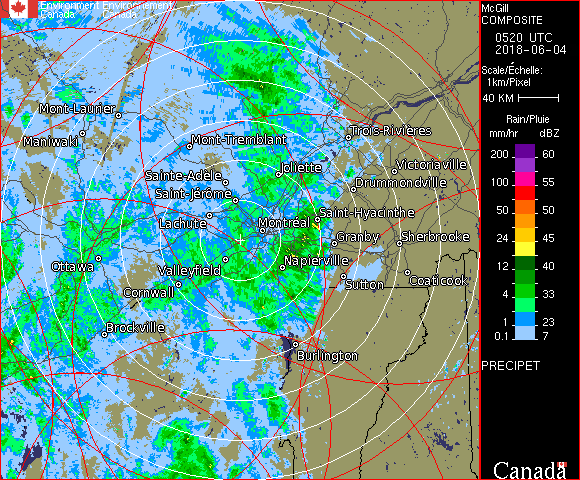 Environment Environnement
Canada Canada
McGill
COMPOSITE
0520 UTC
2018-06-04
Scale/Échelle:
1km/Pixel
40 KM
Rain/Pluie
mm/hr dBZ
200 60
100 55
50 50
24 45
12 40
4 33
1 23
0.1 7
PRECIPET
Canada
Mont-Laurier
Maniwaki
Mont-Tremblant
Trois-Rivières
Joliette
Victoriaville
Sainte-Adèle
Drummondville
Saint-Jérôme
Saint-Hyacinthe
Lachute
Montréal
Granby
Sherbrooke
Ottawa
Valleyfield
Napierville
Cornwall
Sutton
Coaticook
Brockville
Burlington